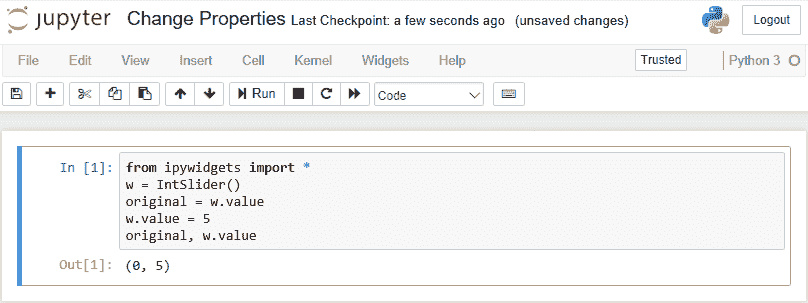 jupyter Change Properties Last Checkpoint: a few seconds ago (unsaved changes)
Logout
File Edit View Insert Cell Kernel Widgets Help Trusted Python 3
Run Code
In [1]: from ipywidgets import *
w = IntSlider()
original = w.value
w.value = 5
original, w.value
Out[1]: (0, 5)